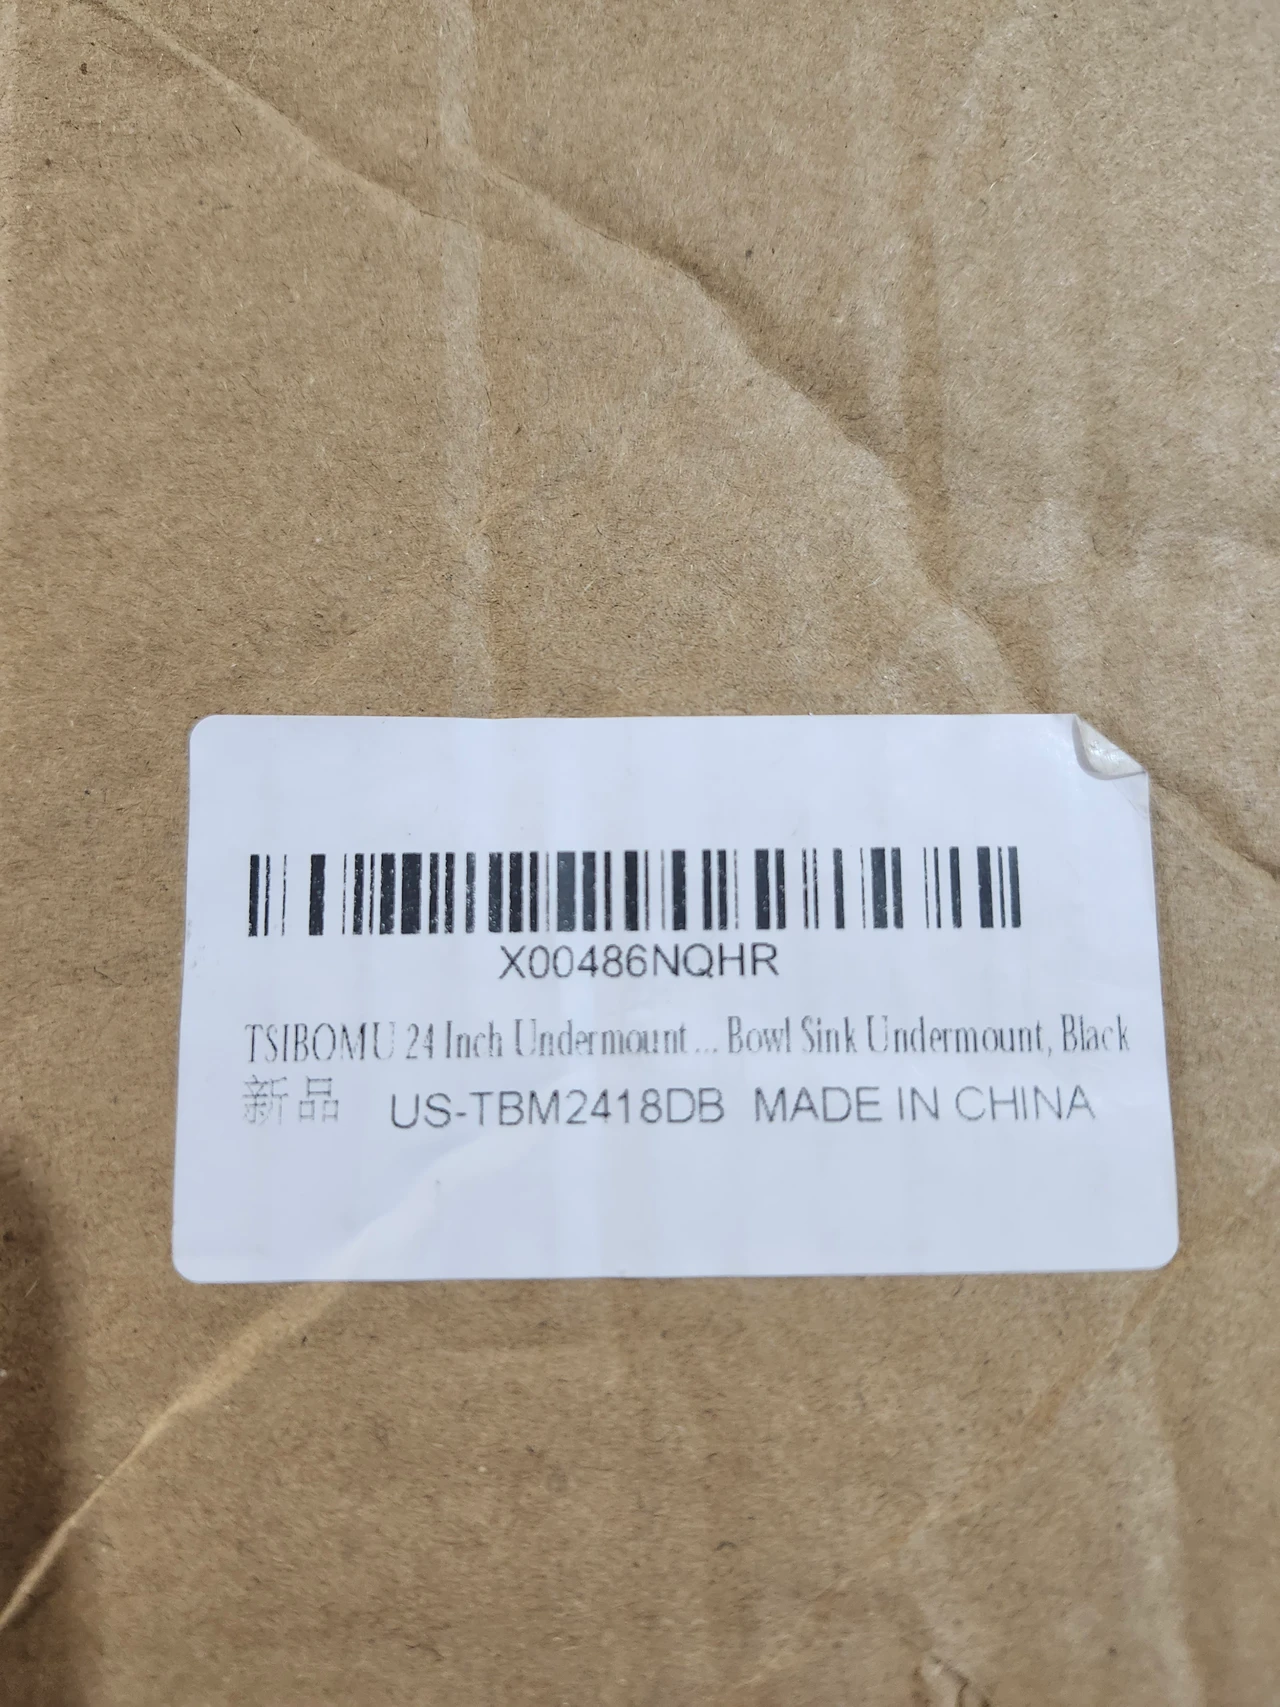 X00486NQHR
TSIBOMU 24 Inch Undermount... Bowl Sink Undermount, Black
新品 US-TBM2418DB MADE IN CHINA